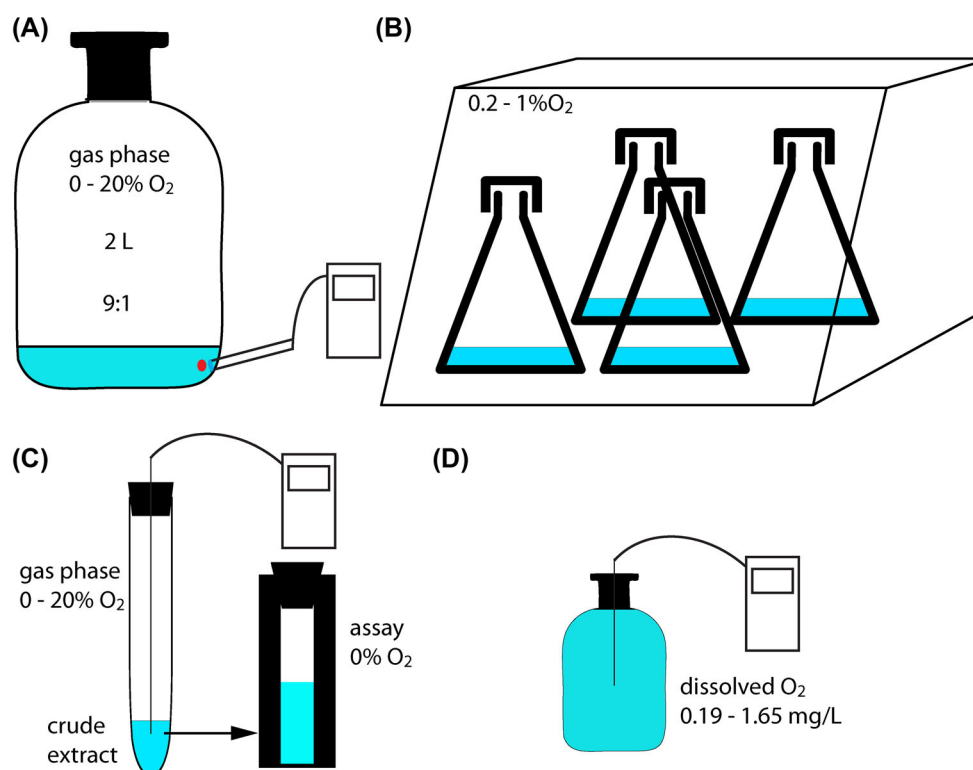 (A)
gas phase
0 - 20% O₂
2 L
9:1
(B)
0.2 - 1%O₂
(C)
gas phase
0 - 20% O₂
crude
extract
assay
0% O₂
(D)
dissolved O₂
0.19 - 1.65 mg/L